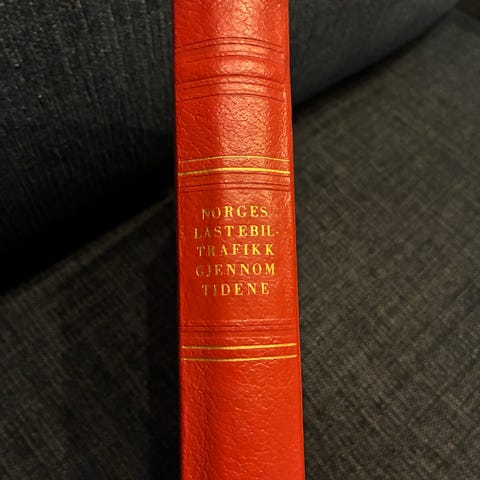 NORGES
LASTEBIL-
TRAFIKK
GJENNOM
TIDENE